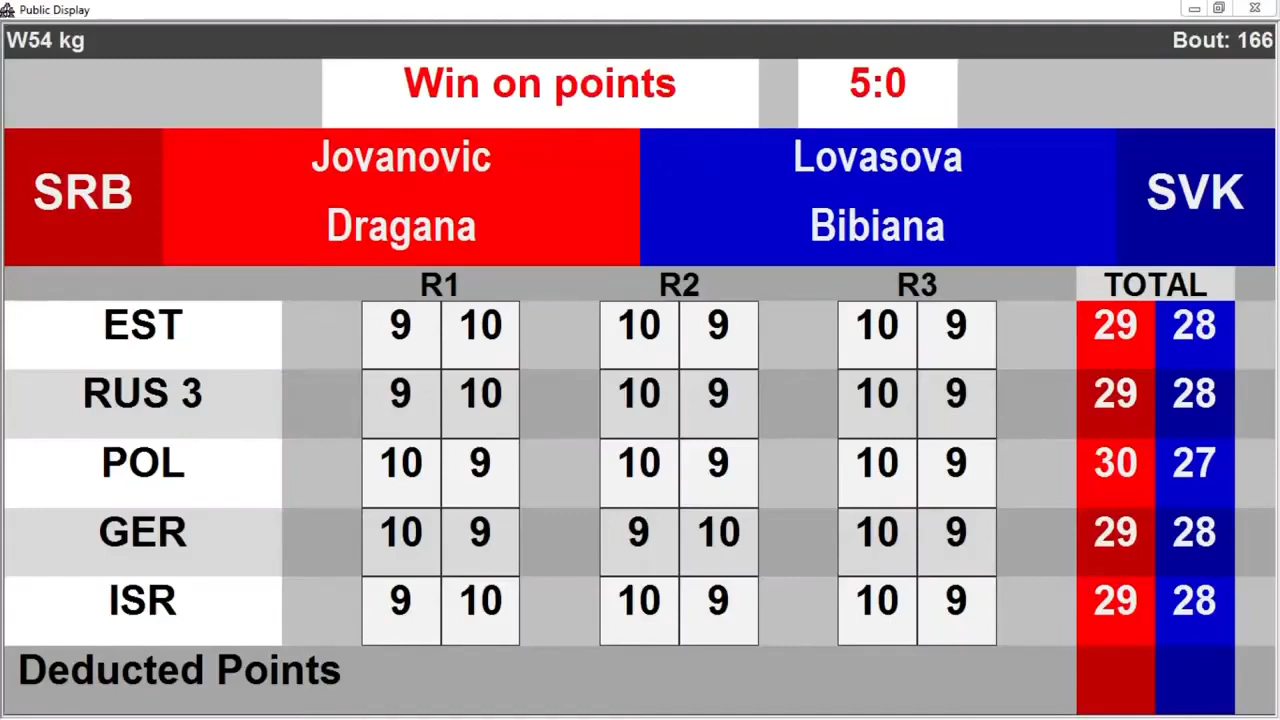 Public Display
W54 kg Bout: 166
Win on points 5:0
SRB Jovanovic Dragana Lovasova Bibiana SVK
R1 R2 R3 TOTAL
EST 9 10 10 9 10 9 29 28
RUS 3 9 10 10 9 10 9 29 28
POL 10 9 10 9 10 9 30 27
GER 10 9 9 10 10 9 29 28
ISR 9 10 10 9 10 9 29 28
Deducted Points